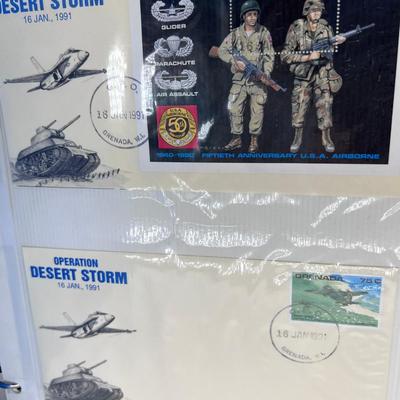 DESERT STORM
16 JAN., 1991
GLIDER
PARACHUTE
AIR ASSAULT
16 JAN 1991
GRENADA, W.I.
U.S.A.
50
1940-1990 FIFTIETH ANNIVERSARY U.S.A. AIRBORNE
OPERATION
DESERT STORM
16 JAN., 1991
GRENADA 75¢
16 JAN 1991
GRENADA, W.I.